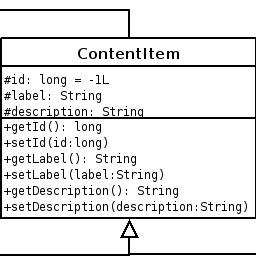 ContentItem
#id: long = -1L
#label: String
#description: String
+getId(): long
+setId(id:long)
+getLabel(): String
+setLabel(label:String)
+getDescription(): String
+setDescription(description:String)